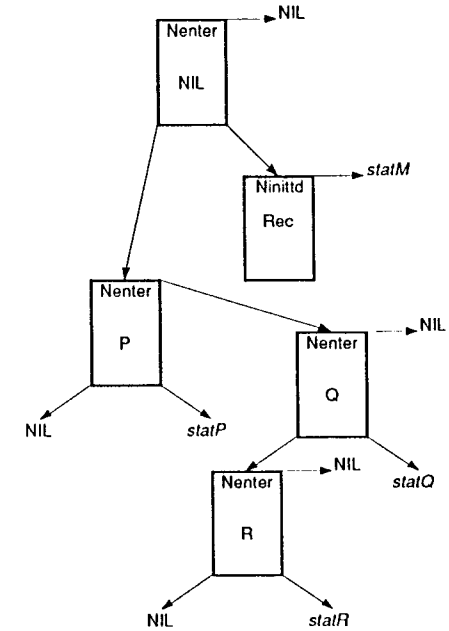 Nenter
NIL
NIL
Ninittd
statM
Rec
Nenter
P
Nenter
NIL
Q
NIL
statP
Nenter
NIL
statQ
R
NIL
statR